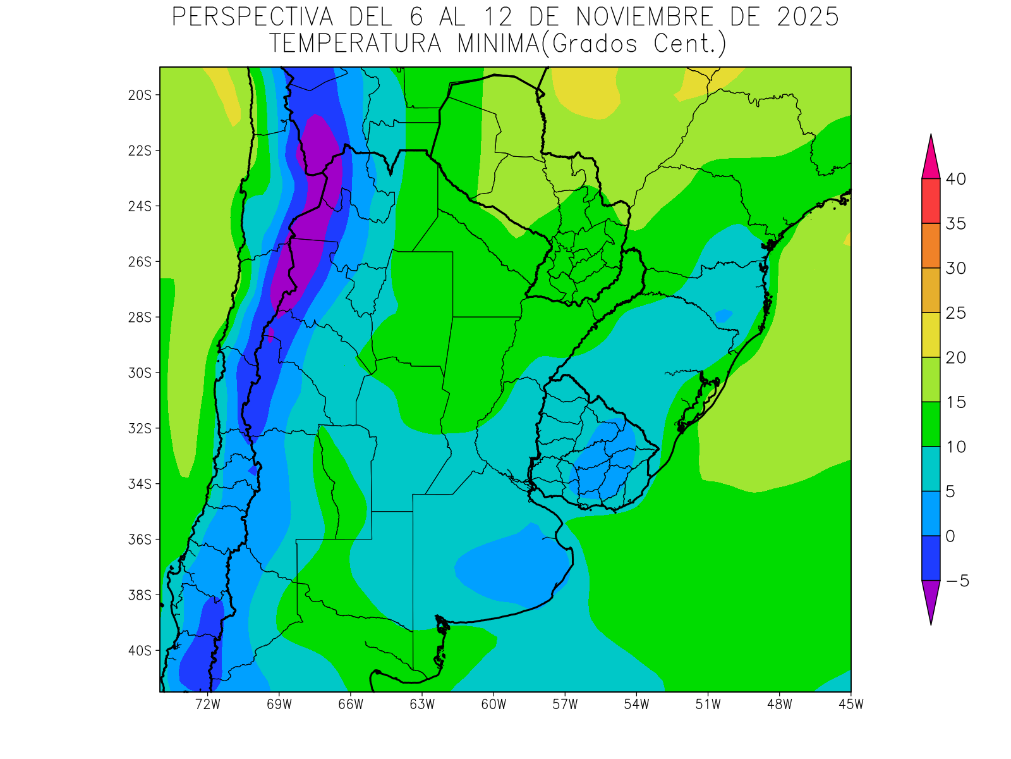 PERSPECTIVA DEL 6 AL 12 DE NOVIEMBRE DE 2025
TEMPERATURA MINIMA(Grados Cent.)
20S
22S
24S
26S
28S
30S
32S
34S
36S
38S
40S
72W 69W 66W 63W 60W 57W 54W 51W 48W 45W
40
35
30
25
20
15
10
5
0
−5